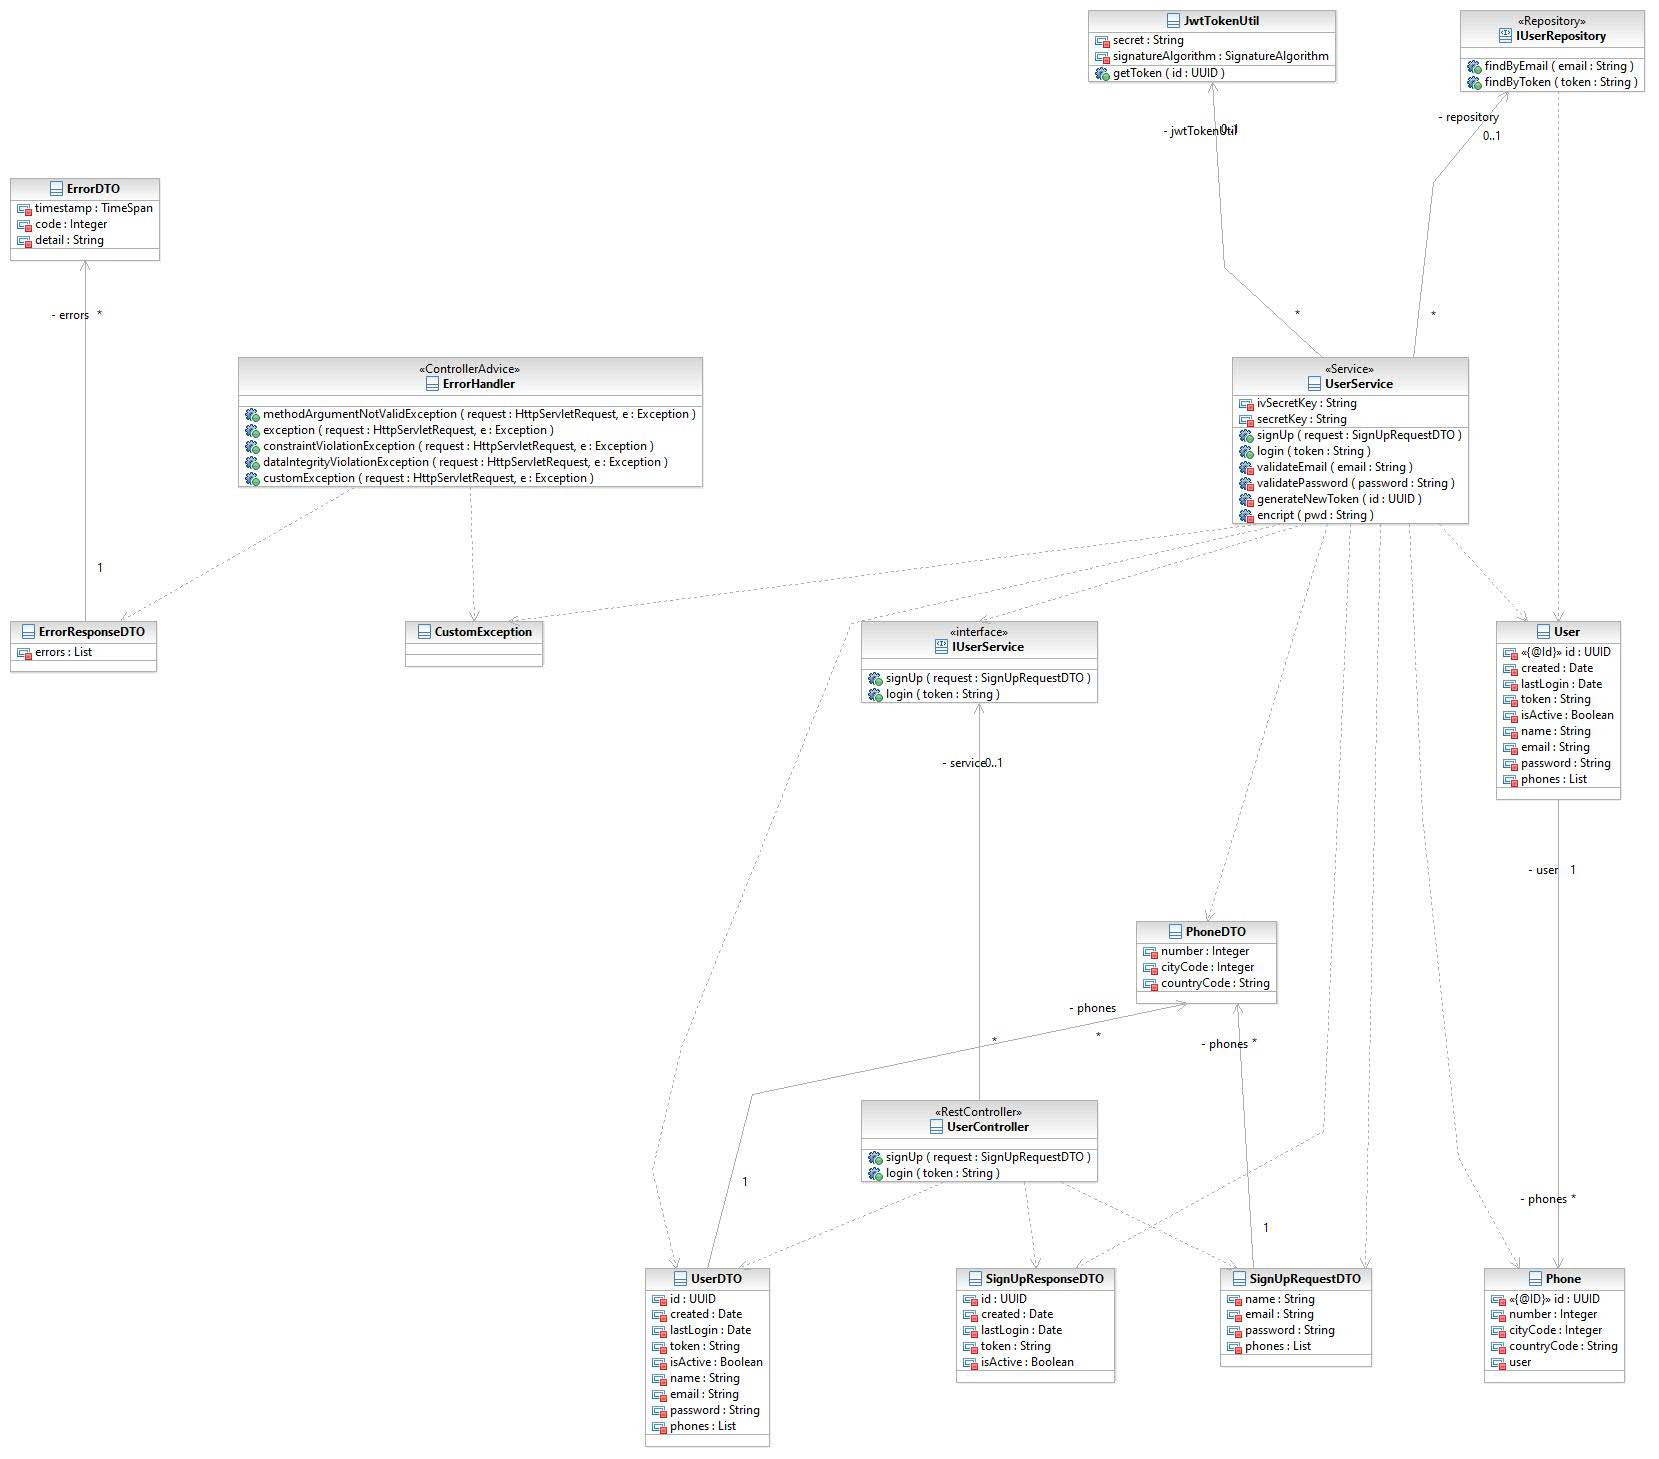 JwtTokenUtil
secret : String
signatureAlgorithm : SignatureAlgorithm
getToken ( id : UUID )
«Repository»
IUserRepository
findByEmail ( email : String )
findByToken ( token : String )
- jwtTokenUtil
0..1
- repository
0..1
ErrorDTO
timestamp : TimeSpan
code : Integer
detail : String
- errors
*
*
*
«ControllerAdvice»
ErrorHandler
methodArgumentNotValidException ( request : HttpServletRequest, e : Exception )
exception ( request : HttpServletRequest, e : Exception )
constraintViolationException ( request : HttpServletRequest, e : Exception )
dataIntegrityViolationException ( request : HttpServletRequest, e : Exception )
customException ( request : HttpServletRequest, e : Exception )
«Service»
UserService
ivSecretKey : String
secretKey : String
signUp ( request : SignUpRequestDTO )
login ( token : String )
validateEmail ( email : String )
validatePassword ( password : String )
generateNewToken ( id : UUID )
encript ( pwd : String )
1
ErrorResponseDTO
errors : List
CustomException
«interface»
IUserService
signUp ( request : SignUpRequestDTO )
login ( token : String )
User
«{@Id}» id : UUID
created : Date
lastLogin : Date
token : String
isActive : Boolean
name : String
email : String
password : String
phones : List
- service
0..1
- user
1
PhoneDTO
number : Integer
cityCode : Integer
countryCode : String
- phones
*
*
- phones
*
«RestController»
UserController
signUp ( request : SignUpRequestDTO )
login ( token : String )
1
1
- phones
*
UserDTO
id : UUID
created : Date
lastLogin : Date
token : String
isActive : Boolean
name : String
email : String
password : String
phones : List
SignUpResponseDTO
id : UUID
created : Date
lastLogin : Date
token : String
isActive : Boolean
SignUpRequestDTO
name : String
email : String
password : String
phones : List
Phone
«{@ID}» id : UUID
number : Integer
cityCode : Integer
countryCode : String
user